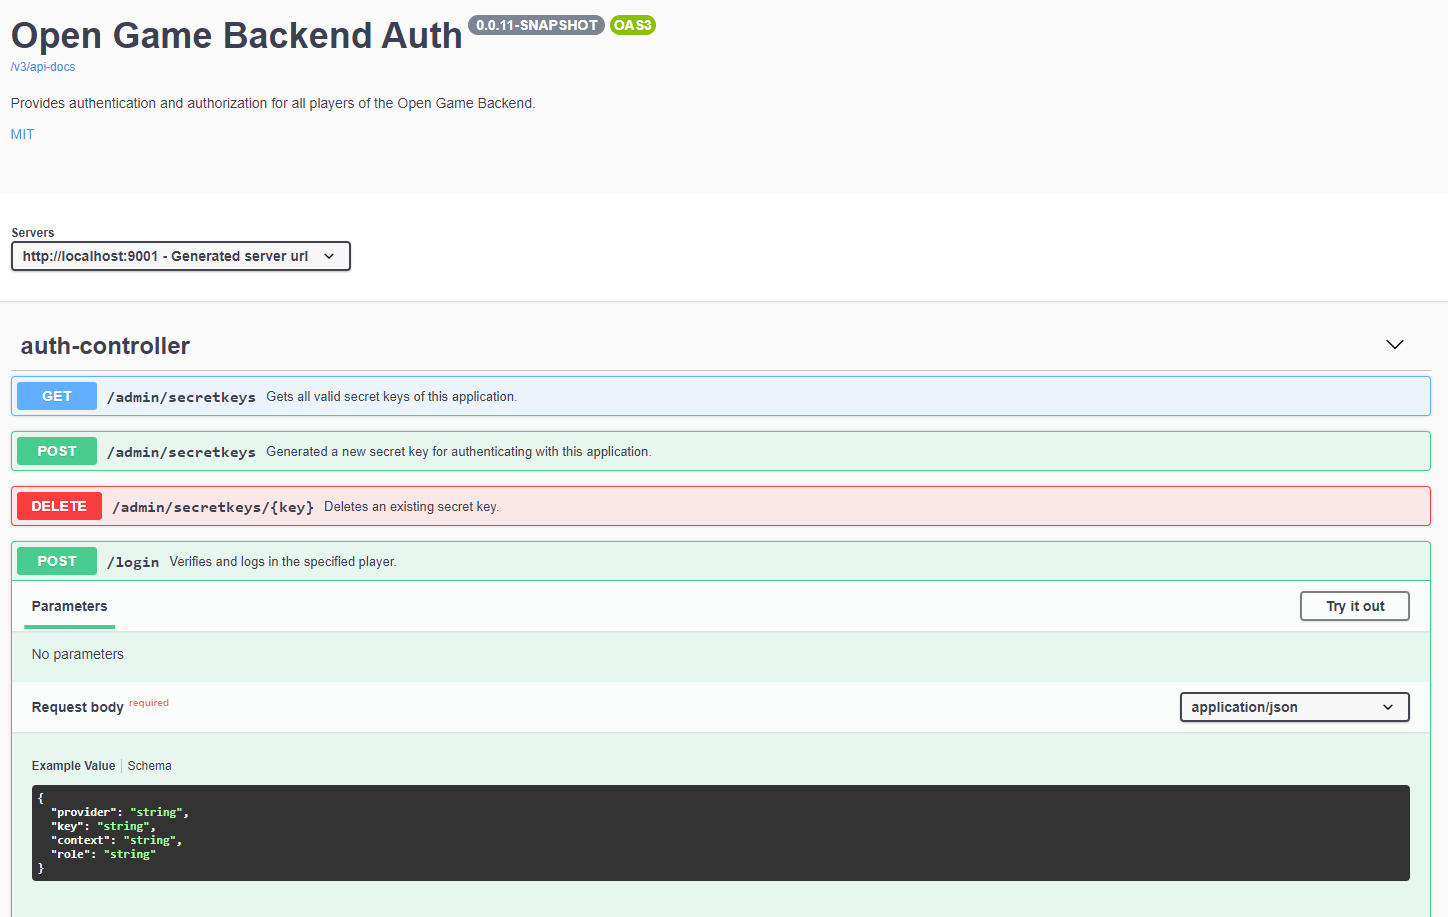 Open Game Backend Auth 0.0.11-SNAPSHOT OAS3
/v3/api-docs
Provides authentication and authorization for all players of the Open Game Backend.
MIT
Servers
http://localhost:9001 - Generated server url
auth-controller
GET /admin/secretkeys Gets all valid secret keys of this application.
POST /admin/secretkeys Generated a new secret key for authenticating with this application.
DELETE /admin/secretkeys/{key} Deletes an existing secret key.
POST /login Verifies and logs in the specified player.
Parameters Try it out
No parameters
Request body required application/json
Example Value Schema
{
"provider": "string",
"key": "string",
"context": "string",
"role": "string"
}